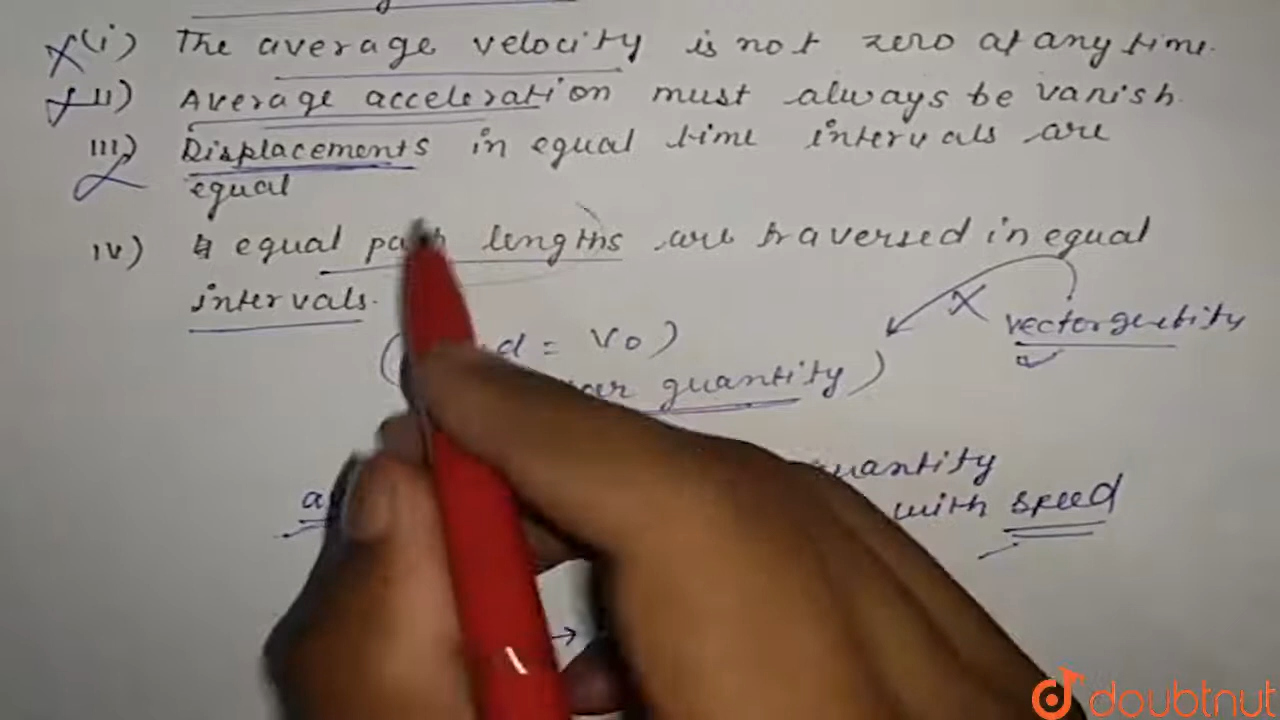 (i) The average velocity is not zero at any time.
ii) Average acceleration must always be vanish.
iii) Displacements in equal time intervals are
equal
iv) equal path lengths are traversed in equal
intervals.
vector quantity
= V0)
quantity)
quantity
with speed
doubtnut